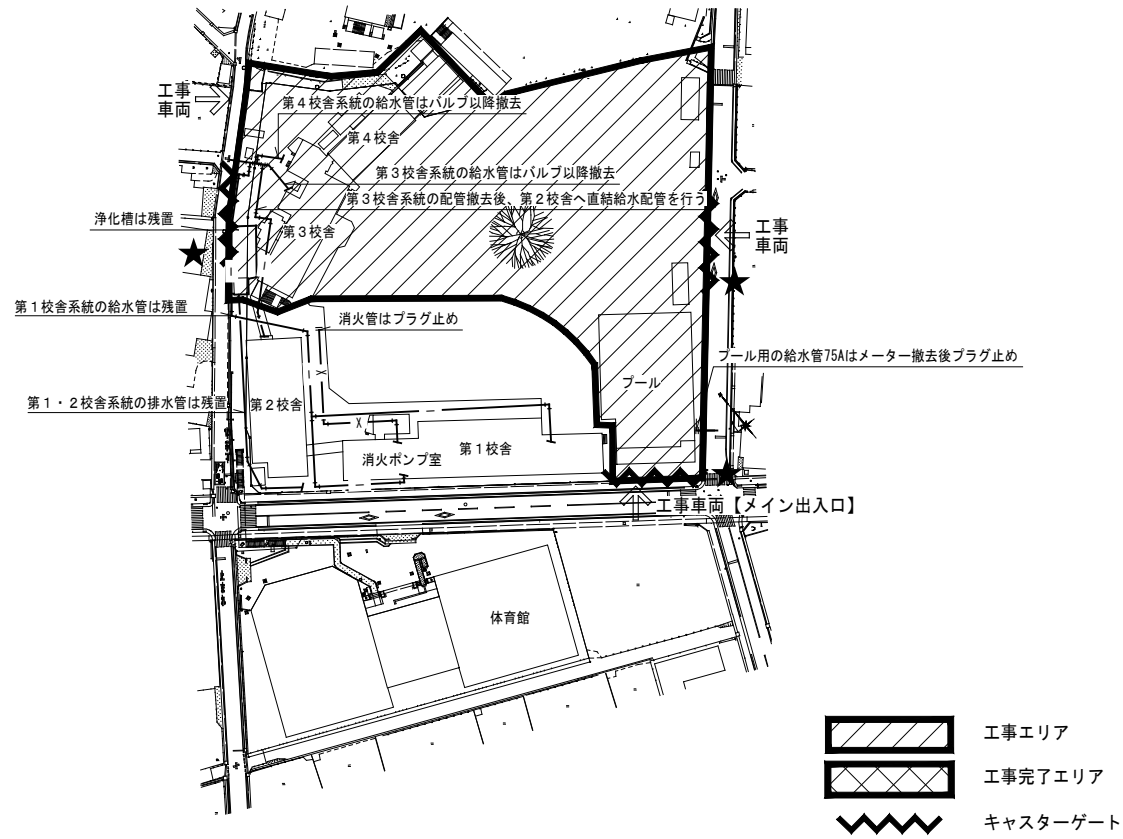 工事
車両
第４校舎系統の給水管はバルブ以降撤去
第４校舎
第３校舎系統の給水管はバルブ以降撤去
第３校舎系統の配管撤去後、第２校舎へ直結給水配管を行う
浄化槽は残置
第３校舎
工事
車両
第１校舎系統の給水管は残置
消火管はプラグ止め
プール用の給水管75Aはメーター撤去後プラグ止め
プール
第１・２校舎系統の排水管は残置
第２校舎
第１校舎
消火ポンプ室
工事車両【メイン出入口】
体育館
工事エリア
工事完了エリア
キャスターゲート